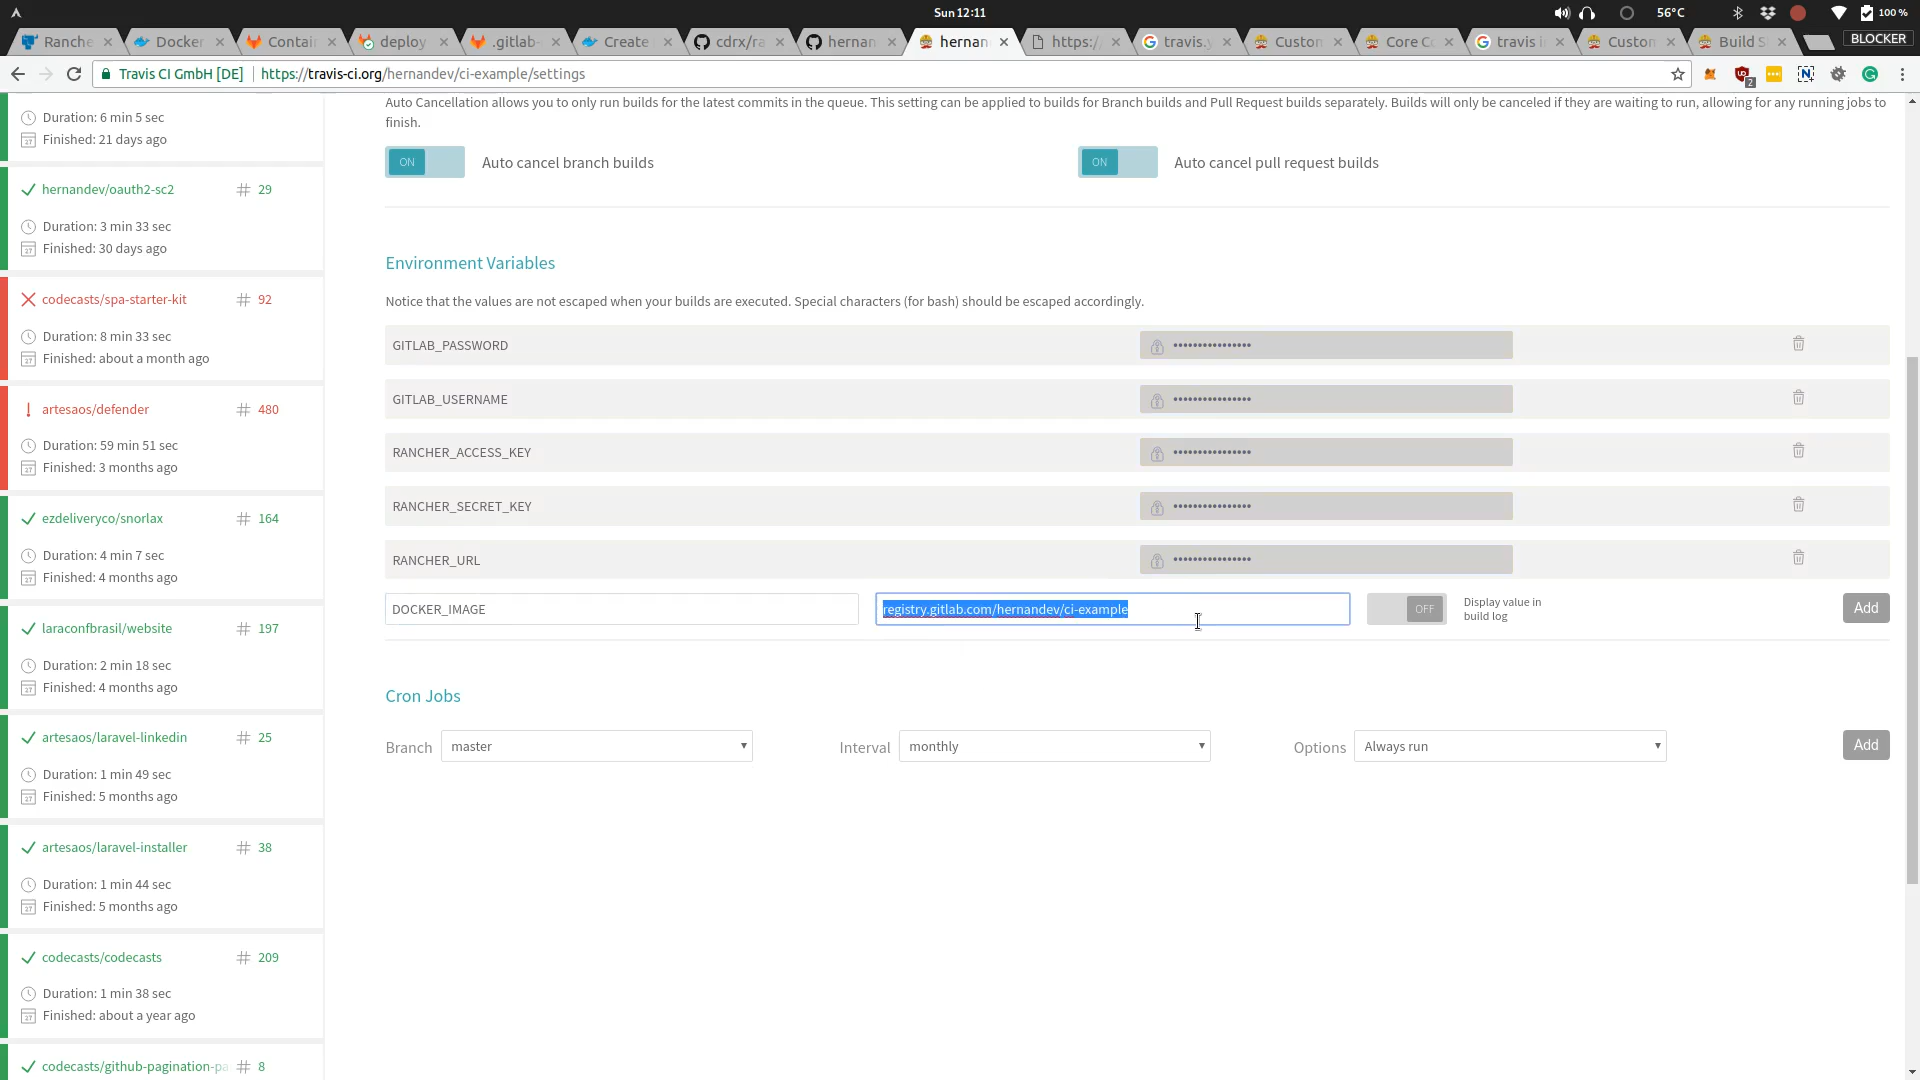 Sun 12:11
56°C
100 %
Ranche
Docker
Contain
deploy
.gitlab-
Create
cdrx/ra
hernan
hernan
https:/
travis.y
Custon
Core C
travis i
Custon
Build S
BLOCKER
Travis CI GmbH [DE]
https://travis-ci.org/hernandev/ci-example/settings
2
Duration: 6 min 5 sec
Finished: 21 days ago
hernandev/oauth2-sc2 # 29
Duration: 3 min 33 sec
Finished: 30 days ago
codecasts/spa-starter-kit # 92
Duration: 8 min 33 sec
Finished: about a month ago
artesaos/defender # 480
Duration: 59 min 51 sec
Finished: 3 months ago
ezdeliveryco/snorlax # 164
Duration: 4 min 7 sec
Finished: 4 months ago
laraconfbrasil/website # 197
Duration: 2 min 18 sec
Finished: 4 months ago
artesaos/laravel-linkedin # 25
Duration: 1 min 49 sec
Finished: 5 months ago
artesaos/laravel-installer # 38
Duration: 1 min 44 sec
Finished: 5 months ago
codecasts/codecasts # 209
Duration: 1 min 38 sec
Finished: about a year ago
codecasts/github-pagination-pa # 8
Auto Cancellation allows you to only run builds for the latest commits in the queue. This setting can be applied to builds for Branch builds and Pull Request builds separately. Builds will only be canceled if they are waiting to run, allowing for any running jobs to
finish.
ON Auto cancel branch builds
ON Auto cancel pull request builds
Environment Variables
Notice that the values are not escaped when your builds are executed. Special characters (for bash) should be escaped accordingly.
GITLAB_PASSWORD ••••••••••••••••
GITLAB_USERNAME ••••••••••••••••
RANCHER_ACCESS_KEY ••••••••••••••••
RANCHER_SECRET_KEY ••••••••••••••••
RANCHER_URL ••••••••••••••••
DOCKER_IMAGE
registry.gitlab.com/hernandev/ci-example
OFF
Display value in
build log
Add
Cron Jobs
Branch master
Interval monthly
Options Always run
Add